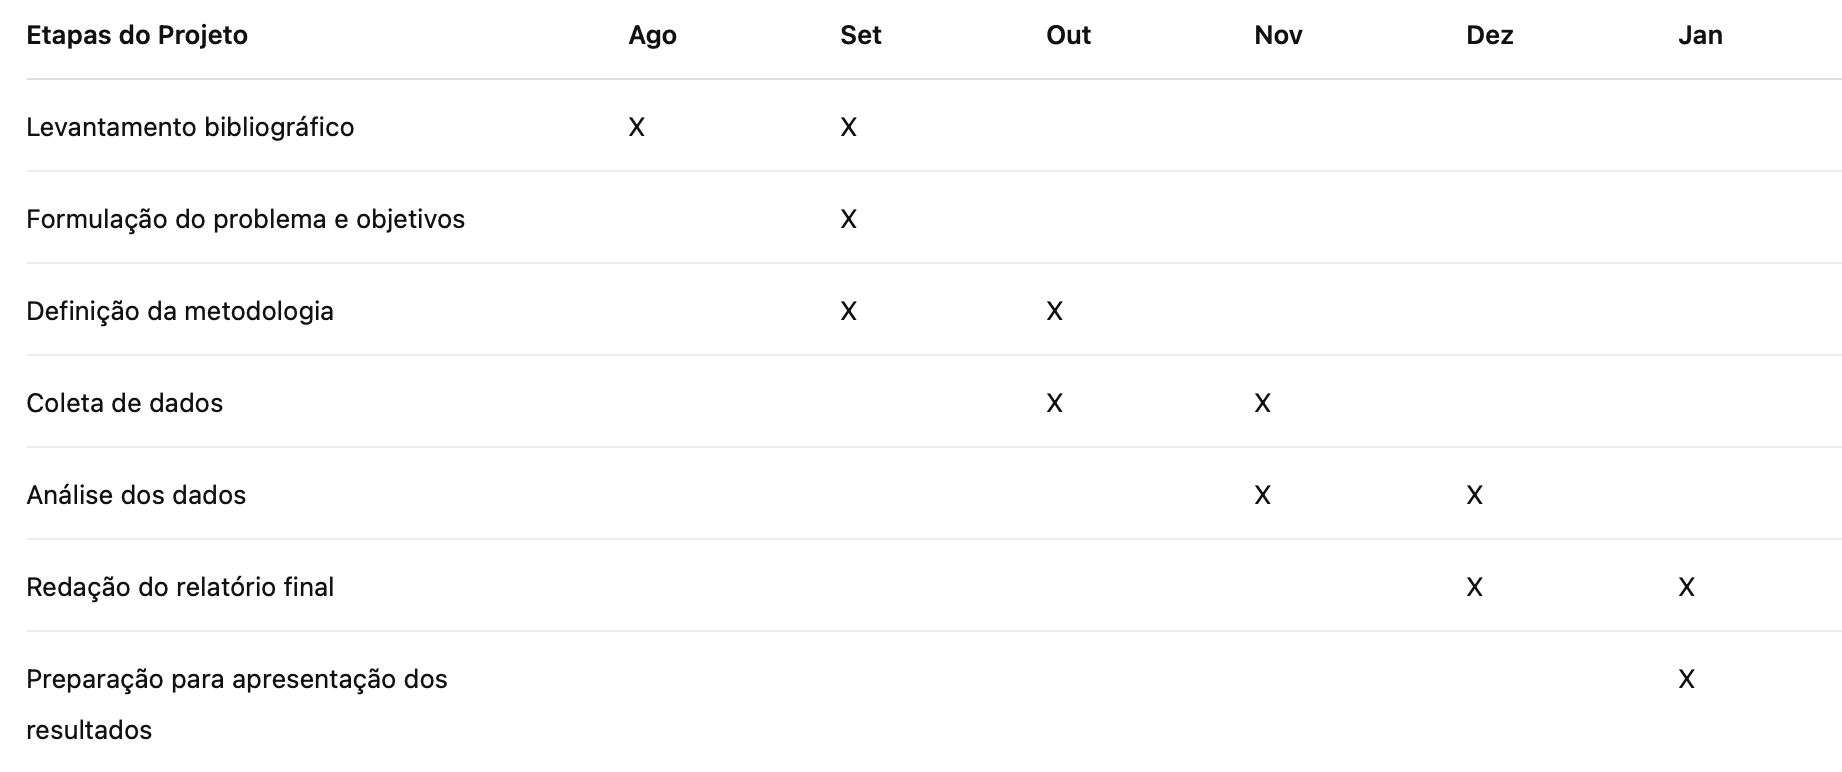 Etapas do Projeto Ago Set Out Nov Dez Jan
Levantamento bibliográfico X X
Formulação do problema e objetivos X
Definição da metodologia X X
Coleta de dados X X
Análise dos dados X X
Redação do relatório final X X
Preparação para apresentação dos X
resultados